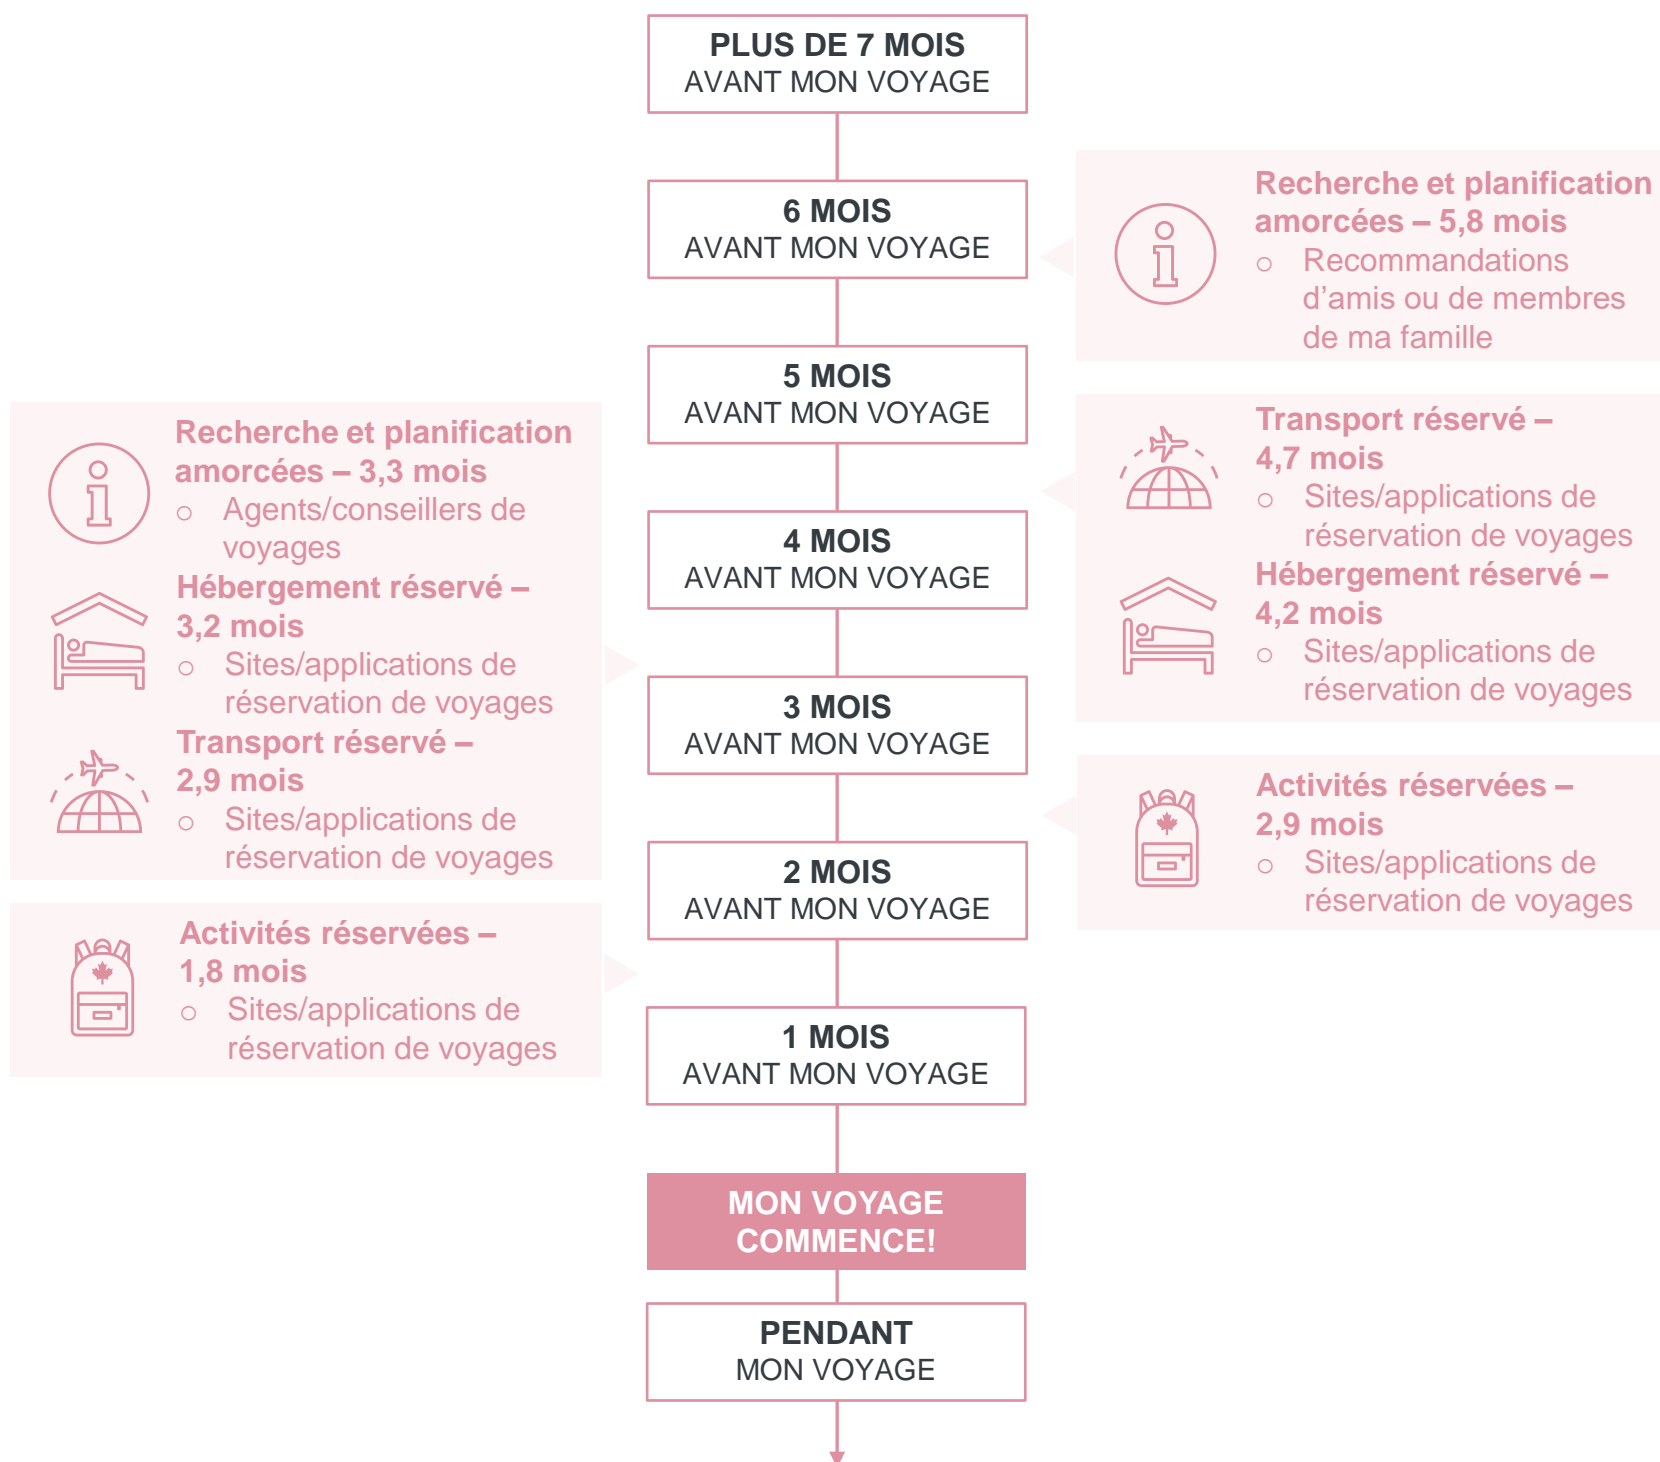 PLUS DE 7 MOIS
AVANT MON VOYAGE
6 MOIS
AVANT MON VOYAGE
5 MOIS
AVANT MON VOYAGE
4 MOIS
AVANT MON VOYAGE
3 MOIS
AVANT MON VOYAGE
2 MOIS
AVANT MON VOYAGE
1 MOIS
AVANT MON VOYAGE
MON VOYAGE
COMMENCE!
PENDANT
MON VOYAGE
Recherche et planification
amorcées – 3,3 mois
o Agents/conseillers de
voyages
Hébergement réservé –
3,2 mois
o Sites/applications de
réservation de voyages
Transport réservé –
2,9 mois
o Sites/applications de
réservation de voyages
Activités réservées –
1,8 mois
o Sites/applications de
réservation de voyages
Recherche et planification
amorcées – 5,8 mois
o Recommandations
d’amis ou de membres
de ma famille
Transport réservé –
4,7 mois
o Sites/applications de
réservation de voyages
Hébergement réservé –
4,2 mois
o Sites/applications de
réservation de voyages
Activités réservées –
2,9 mois
o Sites/applications de
réservation de voyages